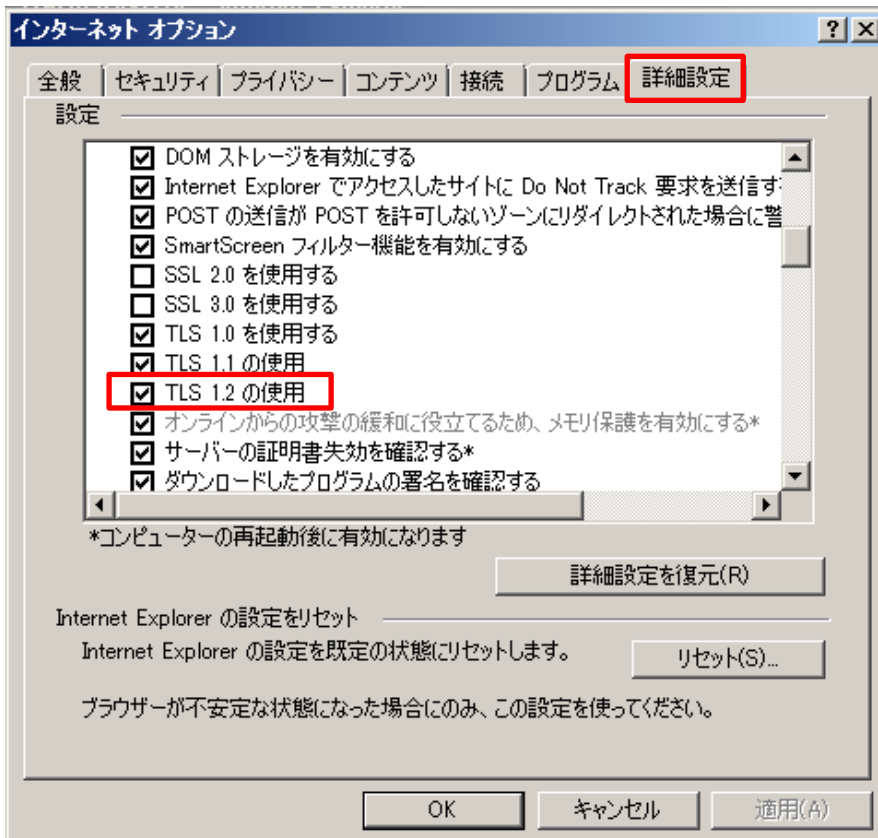 インターネット オプション
全般 セキュリティ プライバシー コンテンツ 接続 プログラム 詳細設定
設定
DOM ストレージを有効にする
Internet Explorer でアクセスしたサイトに Do Not Track 要求を送信す
POST の送信が POST を許可しないゾーンにリダイレクトされた場合に警
SmartScreen フィルター機能を有効にする
SSL 2.0 を使用する
SSL 3.0 を使用する
TLS 1.0 を使用する
TLS 1.1 の使用
TLS 1.2 の使用
オンラインからの攻撃の緩和に役立てるため、メモリ保護を有効にする*
サーバーの証明書失効を確認する*
ダウンロードしたプログラムの署名を確認する
*コンピューターの再起動後に有効になります
詳細設定を復元(R)
Internet Explorer の設定をリセット
Internet Explorer の設定を既定の状態にリセットします。
リセット(S)...
ブラウザーが不安定な状態になった場合にのみ、この設定を使ってください。
OK キャンセル 適用(A)